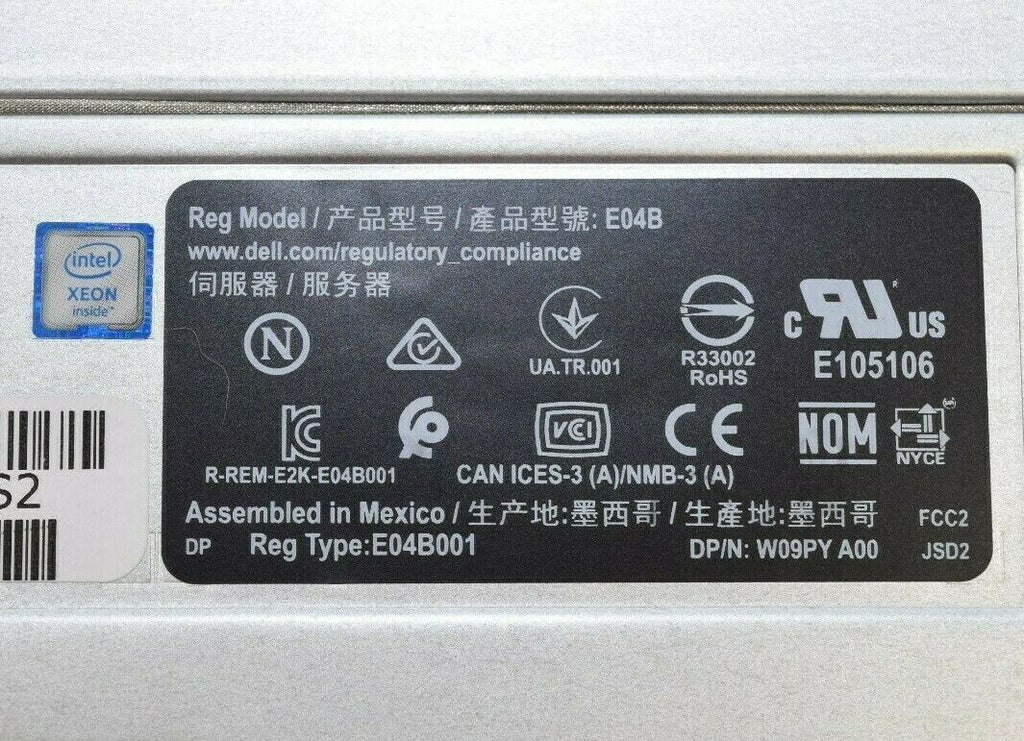 Reg Model / 产品型号 / 產品型號: E04B
www.dell.com/regulatory_compliance
伺服器 / 服务器
intel
XEON
inside™
N
UA.TR.001
R33002
RoHS
C UR US
E105106
KC
R-REM-E2K-E04B001
VCI
CAN ICES-3 (A)/NMB-3 (A)
CE
NOM
NYCE
S2
Assembled in Mexico / 生产地:墨西哥 / 生產地:墨西哥
FCC2
DP
Reg Type:E04B001
DP/N: W09PY A00
JSD2